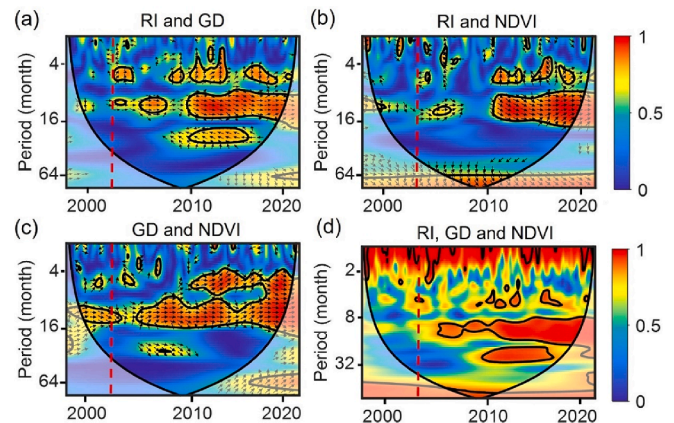 (a) RI and GD
Period (month)
4
16
64
2000 2010 2020
(b) RI and NDVI
Period (month)
4
16
64
2000 2010 2020
1
0.5
0
(c) GD and NDVI
Period (month)
4
16
64
2000 2010 2020
(d) RI, GD and NDVI
Period (month)
2
8
32
2000 2010 2020
1
0.5
0